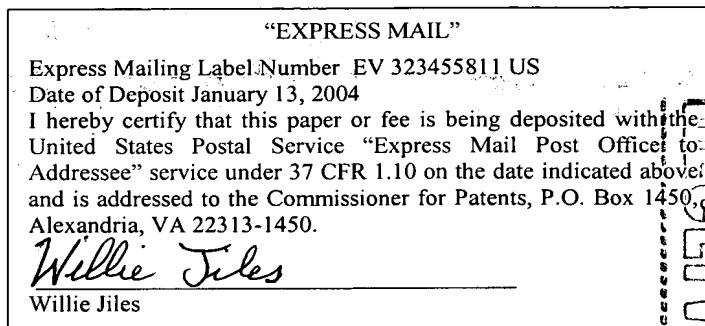 “EXPRESS MAIL”
Express Mailing Label Number EV 323455811 US
Date of Deposit January 13, 2004
I hereby certify that this paper or fee is being deposited with the
United States Postal Service “Express Mail Post Office to
Addressee” service under 37 CFR 1.10 on the date indicated above
and is addressed to the Commissioner for Patents, P.O. Box 1450,
Alexandria, VA 22313-1450.
Willie Jiles
Willie Jiles